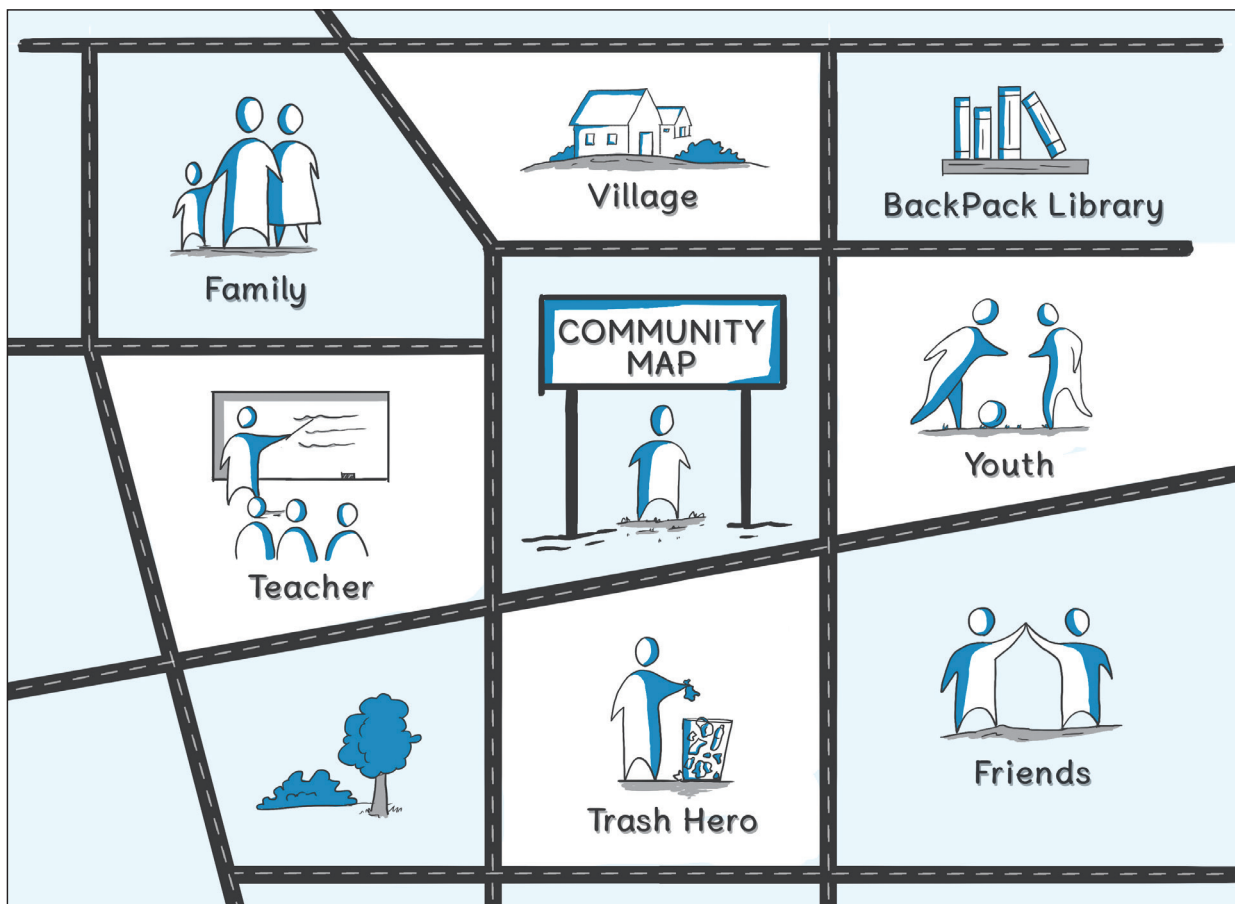 Village
BackPack Library
Family
COMMUNITY
MAP
Youth
Teacher
Friends
Trash Hero